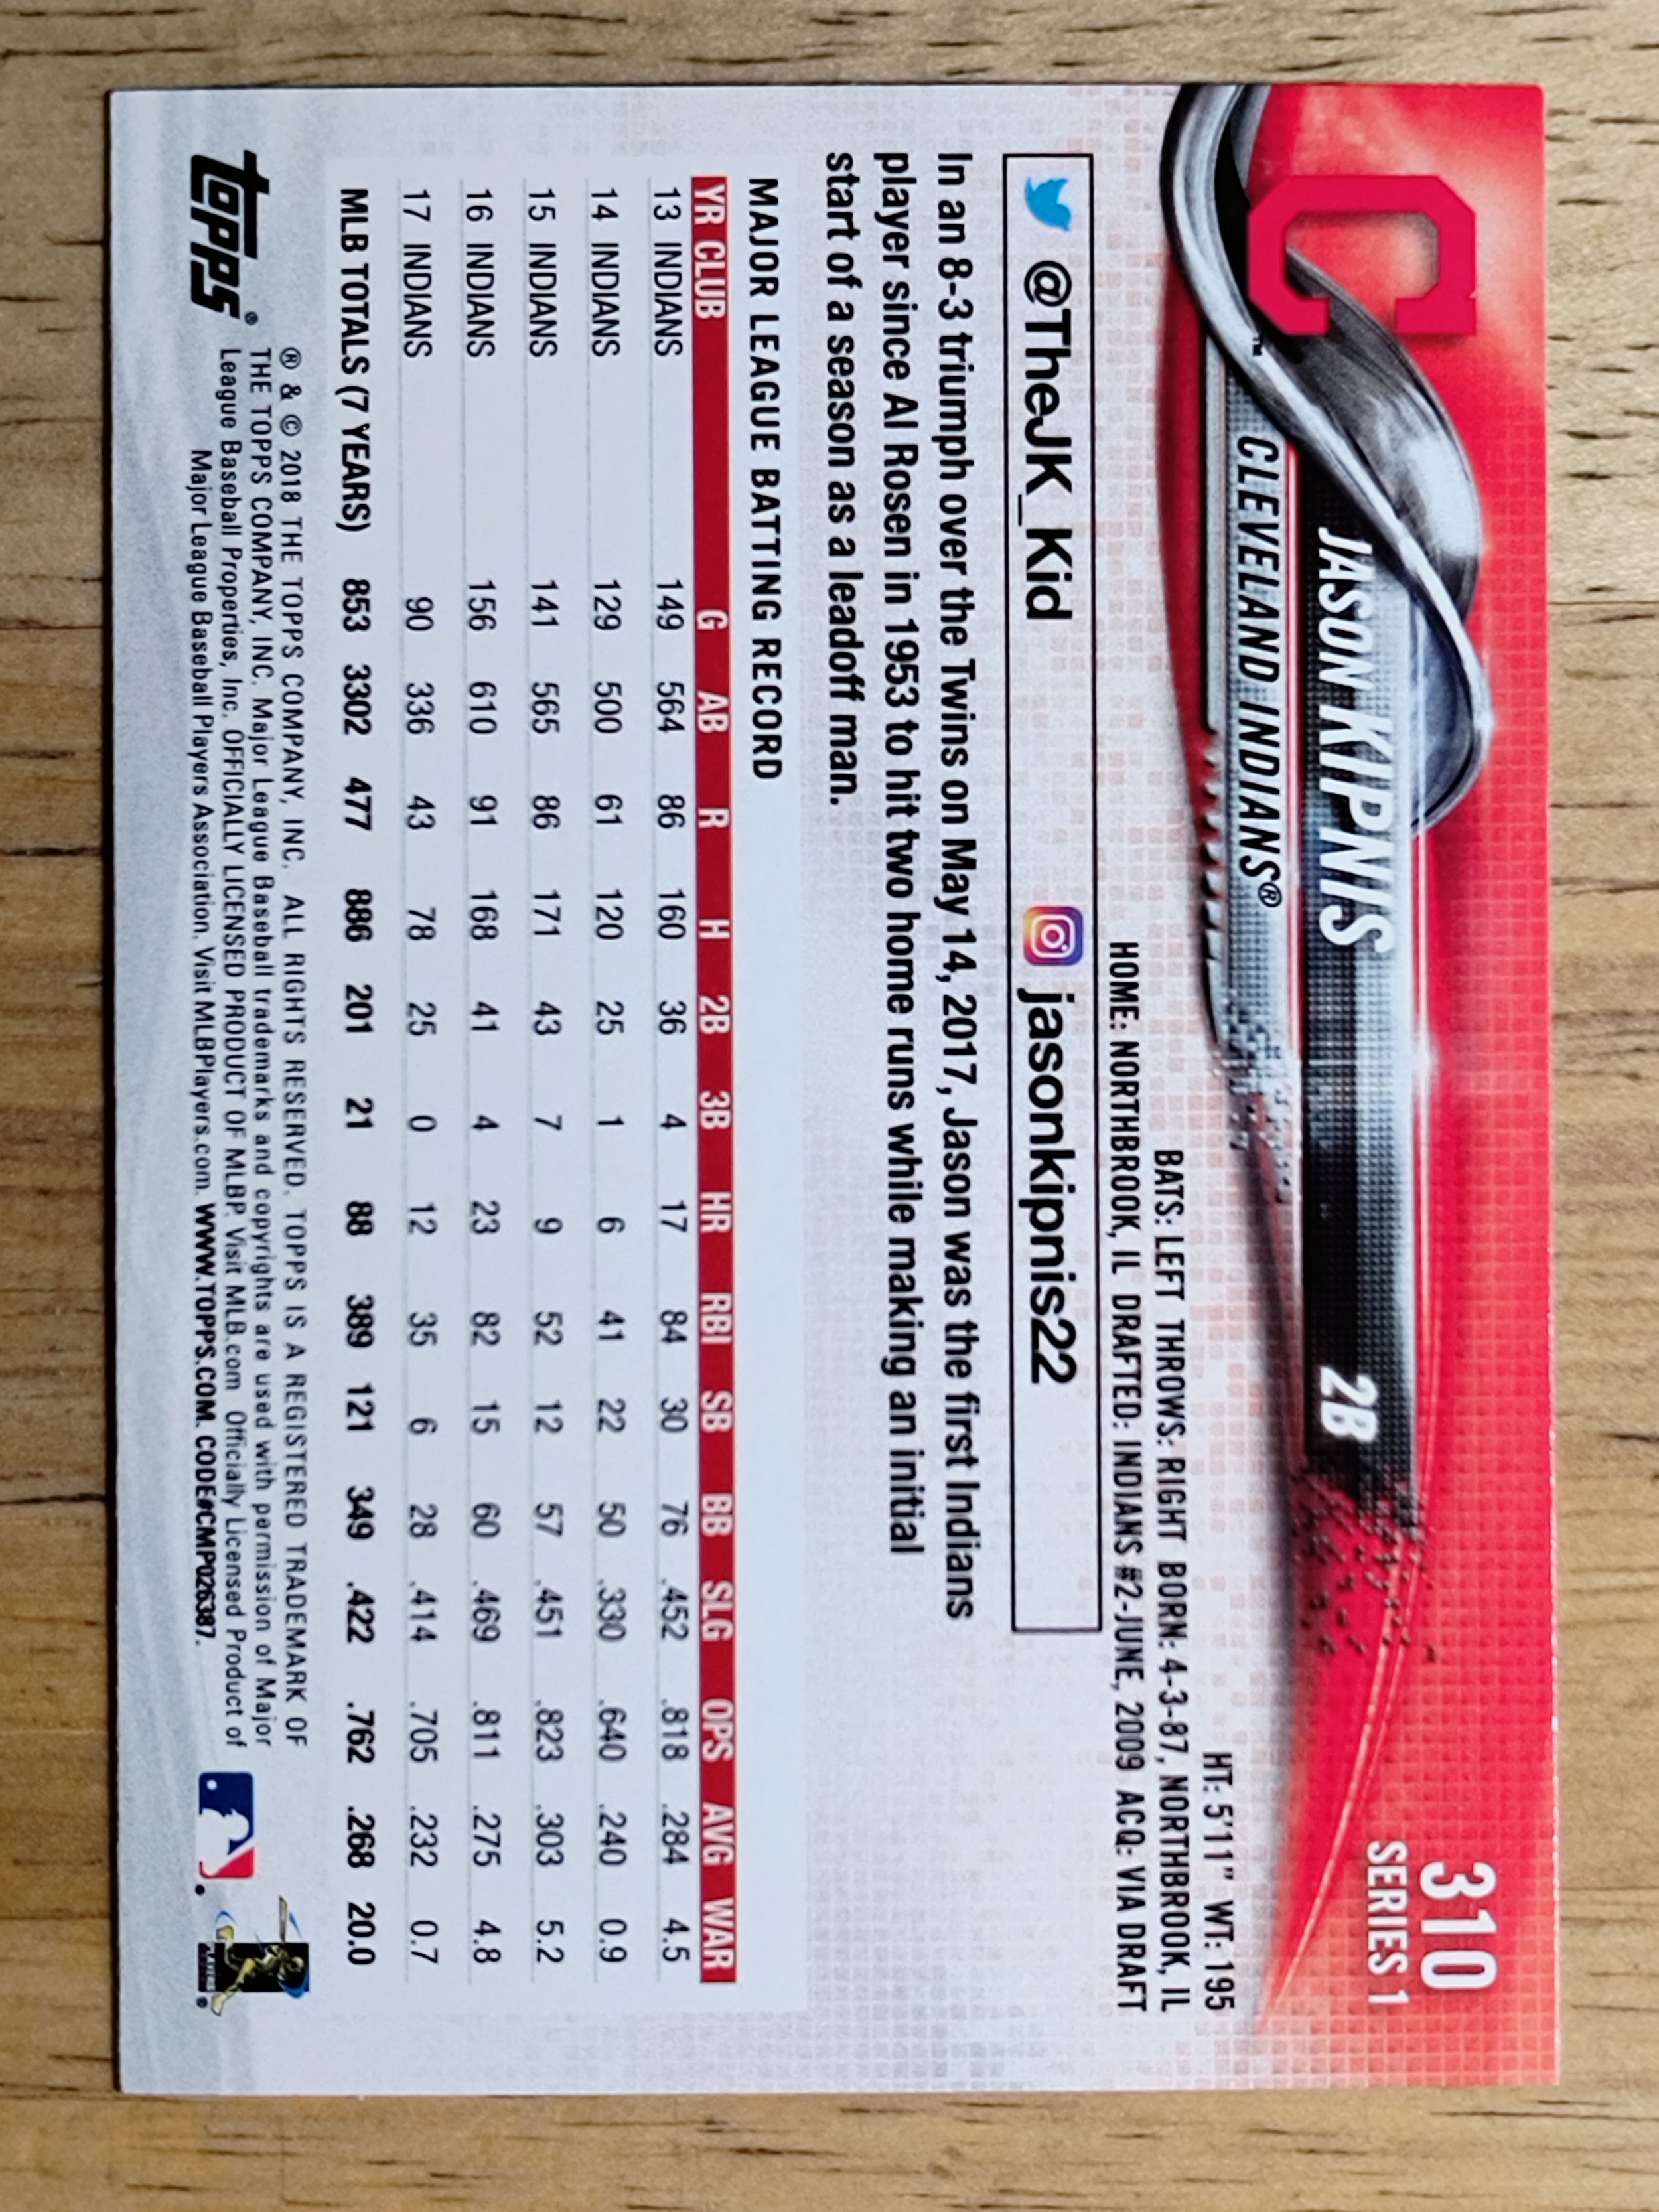 310
SERIES 1
C™
JASON KIPNIS 2B
CLEVELAND INDIANS®
HT: 5'11" WT: 195
BATS: LEFT THROWS: RIGHT BORN: 4-3-87, NORTHBROOK, IL
HOME: NORTHBROOK, IL DRAFTED: INDIANS #2-JUNE, 2009 ACQ: VIA DRAFT
@TheJK_Kid jasonkipnis22
In an 8-3 triumph over the Twins on May 14, 2017, Jason was the first Indians
player since Al Rosen in 1953 to hit two home runs while making an initial
start of a season as a leadoff man.
MAJOR LEAGUE BATTING RECORD
YR CLUB G AB R H 2B 3B HR RBI SB BB SLG OPS AVG WAR
13 INDIANS 149 564 86 160 36 4 17 84 30 76 .452 .818 .284 4.5
14 INDIANS 129 500 61 120 25 1 6 41 22 50 .330 .640 .240 0.9
15 INDIANS 141 565 86 171 43 7 9 52 12 57 .451 .823 .303 5.2
16 INDIANS 156 610 91 168 41 4 23 82 15 60 .469 .811 .275 4.8
17 INDIANS 90 336 43 78 25 0 12 35 6 28 .414 .705 .232 0.7
MLB TOTALS (7 YEARS) 853 3302 477 886 201 21 88 389 121 349 .422 .762 .268 20.0
topps®
® & © 2018 THE TOPPS COMPANY, INC. ALL RIGHTS RESERVED. TOPPS IS A REGISTERED TRADEMARK OF
THE TOPPS COMPANY, INC. Major League Baseball trademarks and copyrights are used with permission of Major
League Baseball Properties, Inc. OFFICIALLY LICENSED PRODUCT OF MLBP. Visit MLB.com Officially Licensed Product of
Major League Baseball Players Association. Visit MLBPlayers.com. WWW.TOPPS.COM. CODE#CMP026387.